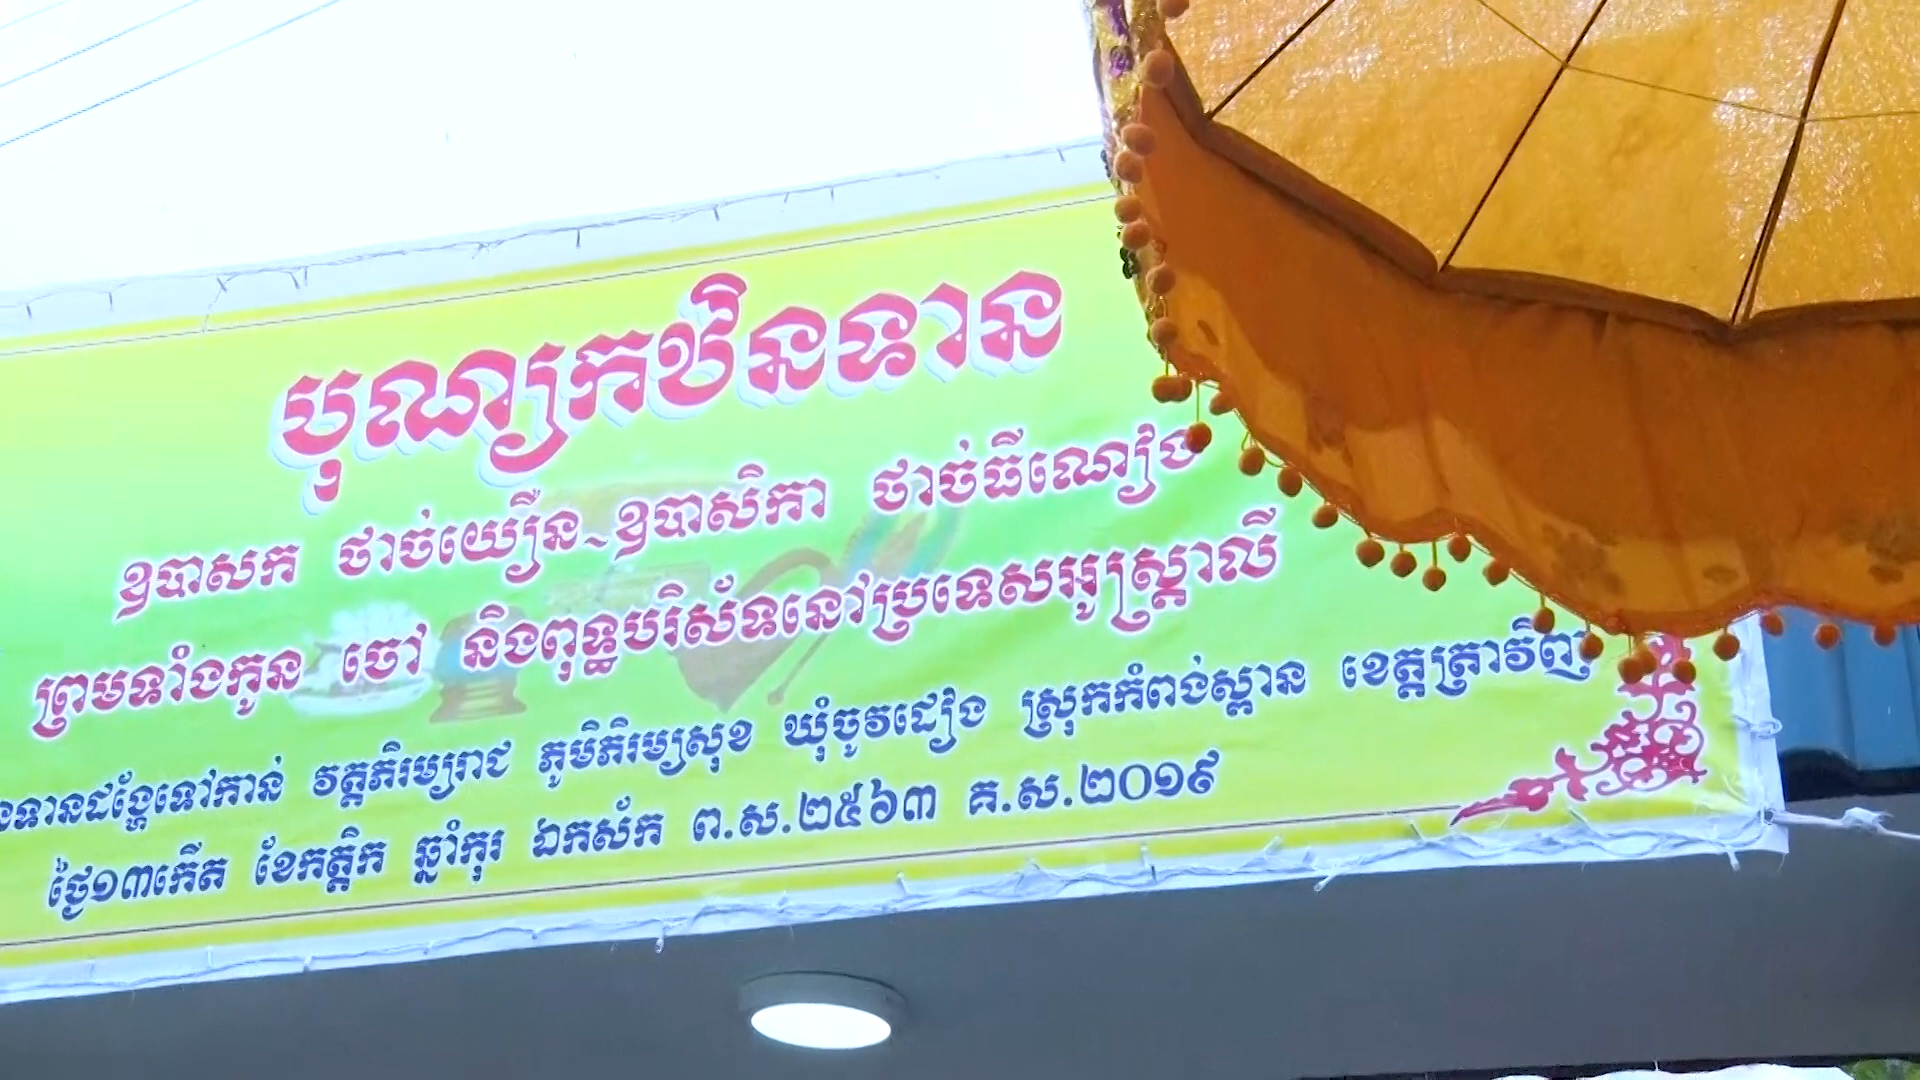 បុណ្យកឋិនទាន
ឧបាសក ថាច់យឿន~ឧបាសិកា ថាច់ធីណៀង
ព្រមទាំងកូន ចៅ និងពុទ្ធបរិស័ទនៅប្រទេសអូស្ត្រាលី
ទានដង្ហែទៅកាន់ វត្តភិរម្យរាជ ភូមិភិរម្យសុខ ឃុំចូវដៀង ស្រុកកំពង់ស្ពាន ខេត្តត្រាវិញ
ថ្ងៃ១៣កើត ខែកត្តិក ឆ្នាំកុរ ឯកស័ក ព.ស.២៥៦៣ គ.ស.២០១៩